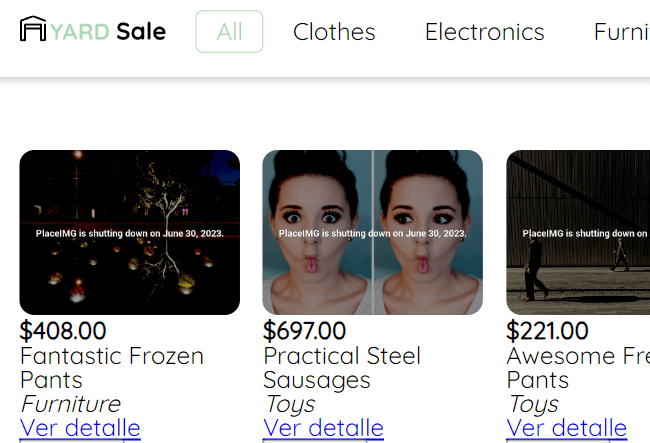 YARD Sale
All
Clothes
Electronics
PlaceIMG is shutting down on June 30, 2023.
PlaceIMG is shutting down on June 30, 2023.
PlaceIMG is shutting down on
$408.00
Fantastic Frozen
Pants
Furniture
Ver detalle
$697.00
Practical Steel
Sausages
Toys
Ver detalle
$221.00
Awesome Fre
Pants
Toys
Ver detalle